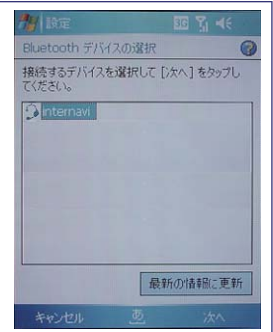 設定
3G
Bluetooth デバイスの選択
接続するデバイスを選択して [次へ] をタップし
てください。
internavi
最新の情報に更新
キャンセル
あ
次へ